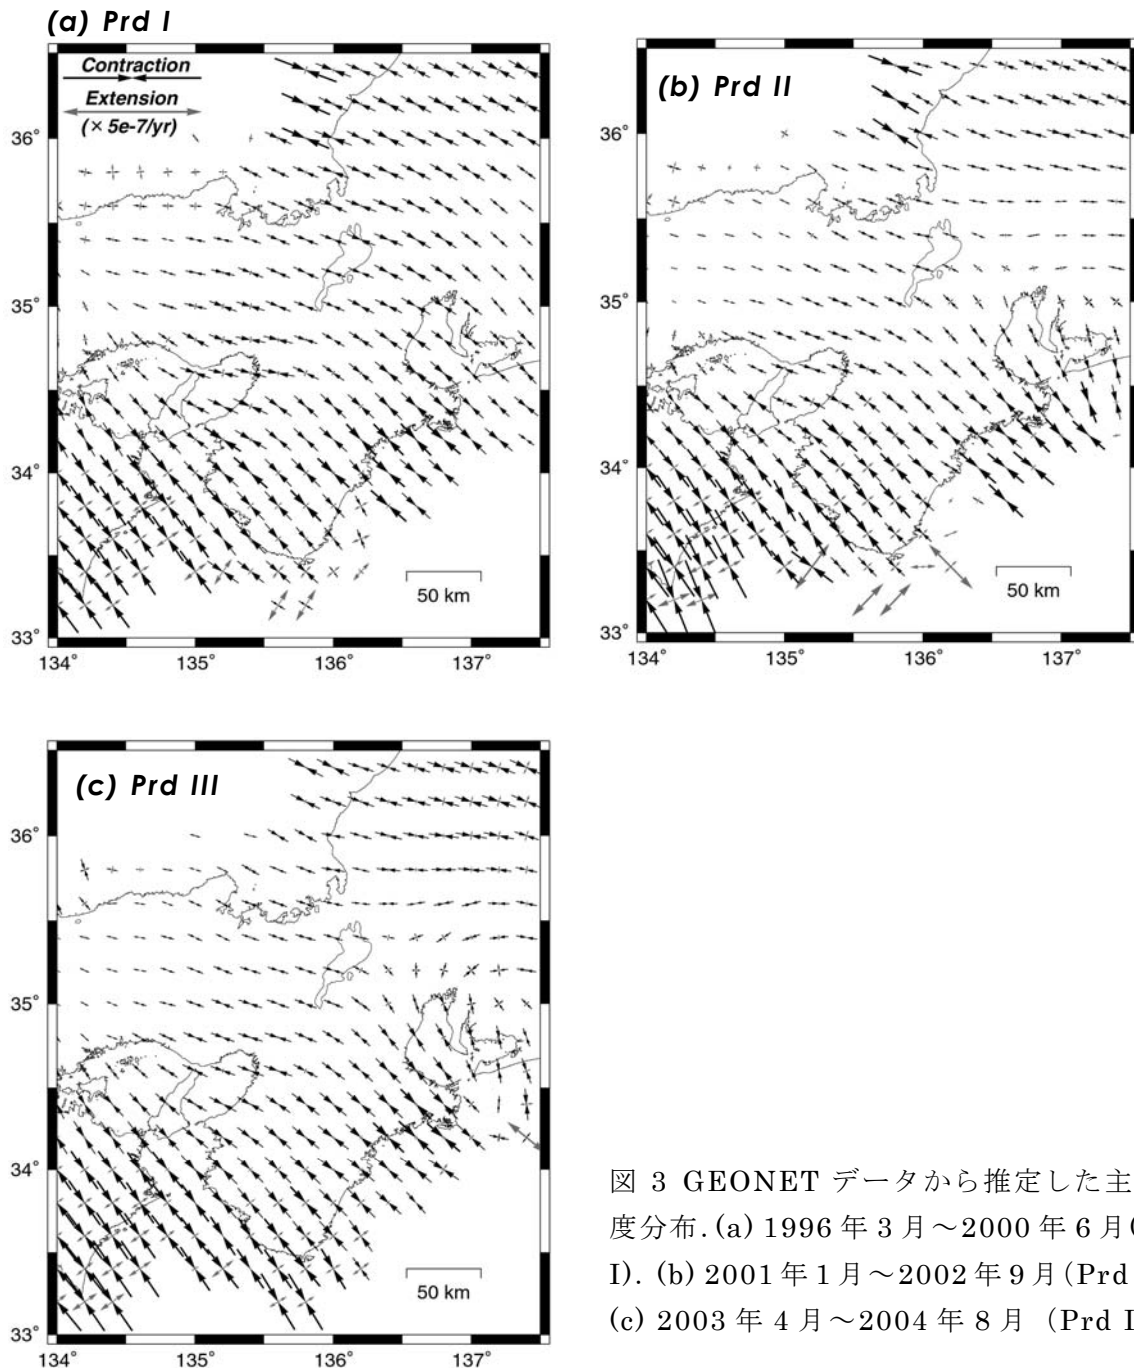 (a) Prd I
Contraction
Extension
(× 5e-7/yr)
36°
35°
34°
33°
134°
135°
136°
137°
50 km
(b) Prd II
36°
35°
34°
33°
134°
135°
136°
137°
50 km
(c) Prd III
36°
35°
34°
33°
134°
135°
136°
137°
50 km
図 3 GEONET データから推定した主
度分布. (a) 1996 年 3 月～2000 年 6 月(
I). (b) 2001 年 1 月～2002 年 9 月(Prd
(c) 2003 年 4 月～2004 年 8 月 (Prd I